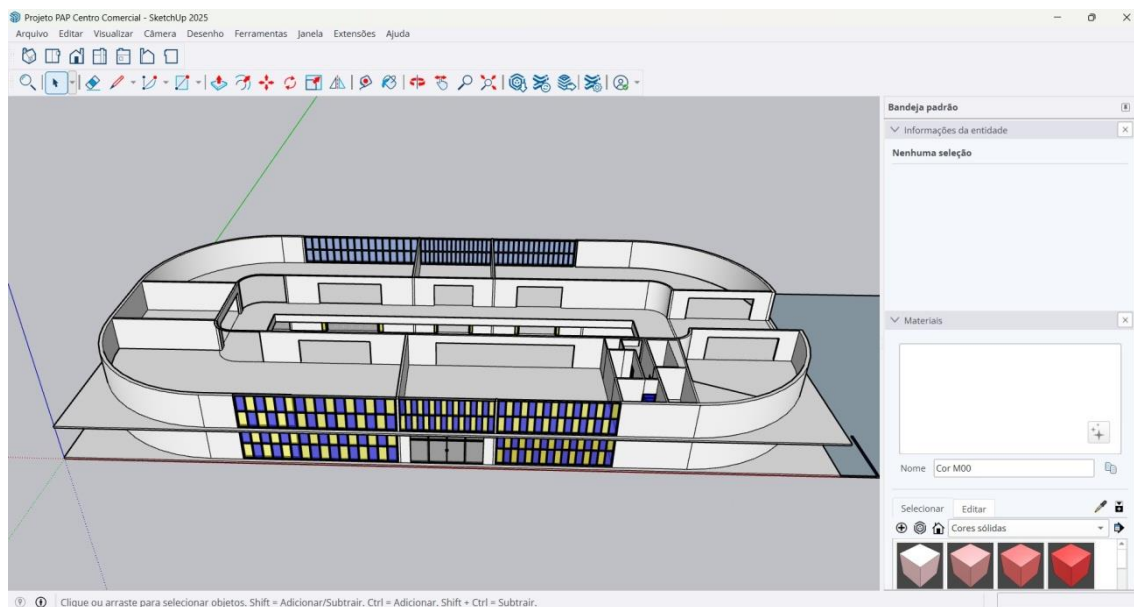 Projeto PAP Centro Comercial - SketchUp 2025
Arquivo Editar Visualizar Câmera Desenho Ferramentas Janela Extensões Ajuda
Bandeja padrão
Informações da entidade
Nenhuma seleção
Materiais
Nome Cor M00
Selecionar Editar
Cores sólidas
Clique ou arraste para selecionar objetos. Shift = Adicionar/Subtrair. Ctrl = Adicionar. Shift + Ctrl = Subtrair.